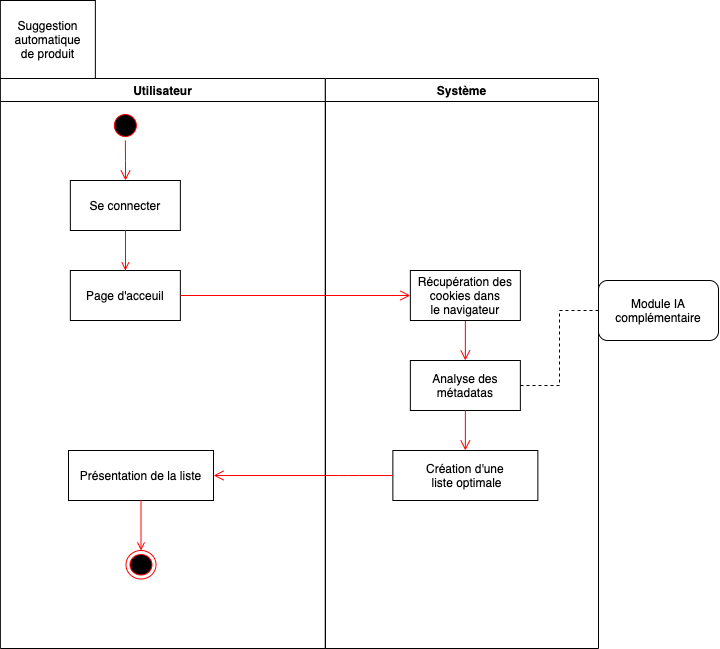 Suggestion
automatique
de produit
Utilisateur
Système
Se connecter
Page d'acceuil
Récupération des
cookies dans
le navigateur
Module IA
complémentaire
Analyse des
métadatas
Présentation de la liste
Création d'une
liste optimale